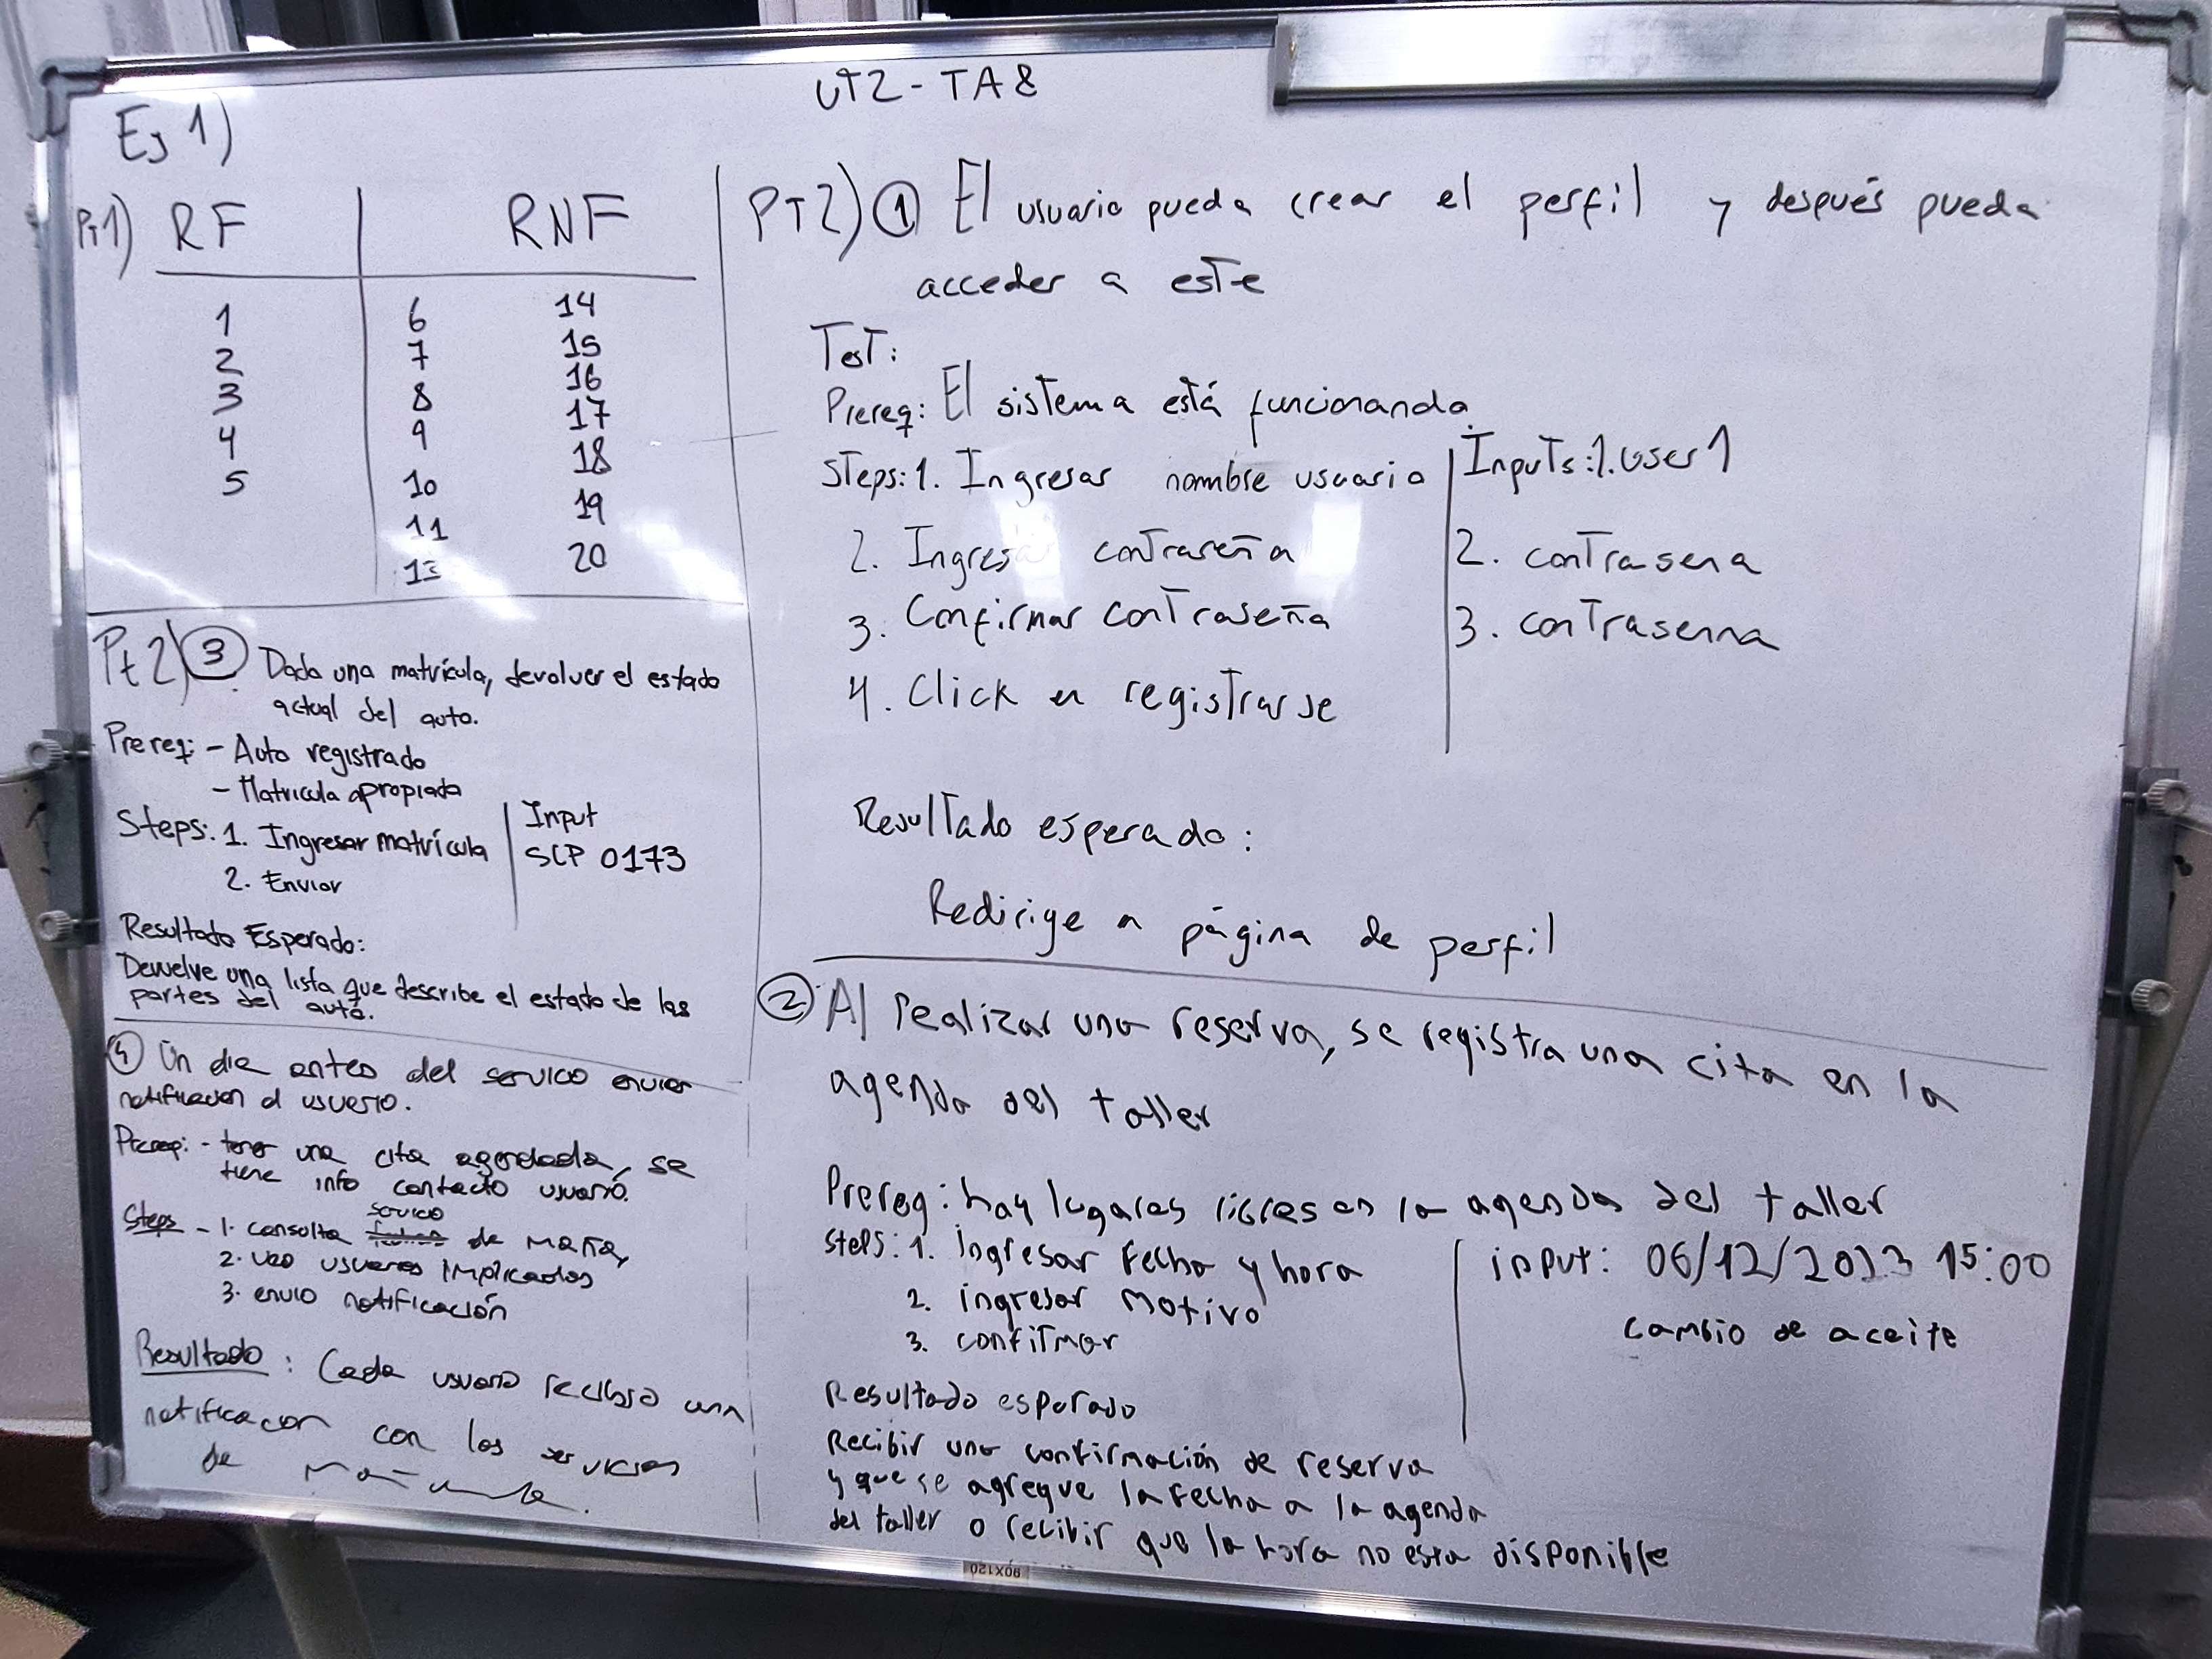 UT2 - TA8
Ej 1)
Pt1) RF RNF
1 6 14
2 7 15
3 8 16
4 9 17
5 10 18
11 19
13 20
PT2) 1 El usuario pueda crear el perfil y después pueda
acceder a este
Test:
Prereq: El sistema está funcionando
Steps: 1. Ingresar nombre usuario
2. Ingresar contraseña
3. Confirmar contraseña
4. Click en registrarse
Inputs: 1. User1
2. contrasena
3. contrasenna
Resultado esperado:
Redirige a página de perfil
2 Al realizar una reserva, se registra una cita en la
agenda del taller
Prereq: hay lugares libres en la agenda del taller
Steps: 1. ingresar fecha y hora
2. ingresar motivo
3. confirmar
input: 06/12/2023 15:00
cambio de aceite
Resultado esperado
Recibir una confirmación de reserva
y que se agregue la fecha a la agenda
del taller o recibir que la hora no esta disponible
Pt 2) 3 Dada una matrícula, devolver el estado
actual del auto.
Prereq: - Auto registrado
- Matricula apropiada
Steps: 1. Ingresar matrícula
2. Enviar
Input
SCP 0173
Resultado Esperado:
Devuelve una lista que describe el estado de las
partes del auto.
4 Un dia antes del servicio enviar
notificacion al usuario.
Prereq: - tener una cita agendada, se
tiene info contacto usuario.
Steps - 1. consulta servicio de mañana
2. veo usuarios implicados
3. envio notificación
Resultado: Cada usuario recibio una
notificacion con los servicios
de mañana.
90X120